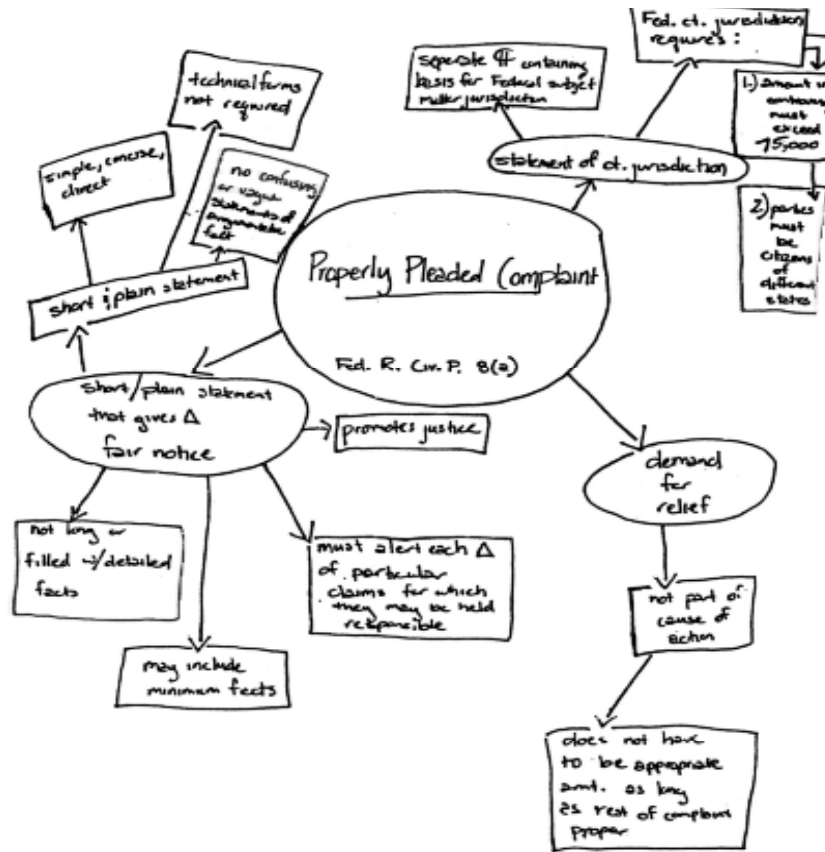 Fed. ct. jurisdiction
requires:
seperate ¶ containing
basis for Federal subject
matter jurisdiction
technical forms
not required
1.) amount in
must
exceed
75,000
simple, concise,
direct
no confusing
or vague
statements of
fact
statement of ct. jurisdiction
2.) parties
must
be
citizens
of
different
states
Properly Pleaded Complaint
short & plain statement
Fed. R. Civ. P. 8(a)
short/plain statement
that gives Δ
fair notice
promotes justice
demand
for
relief
not long or
filled w/detailed
facts
must alert each Δ
of particular
claims for which
they may be held
responsible
not part of
cause of
action
may include
minimum facts
does not have
to be appropriate
amt. as long
as rest of complaint
proper